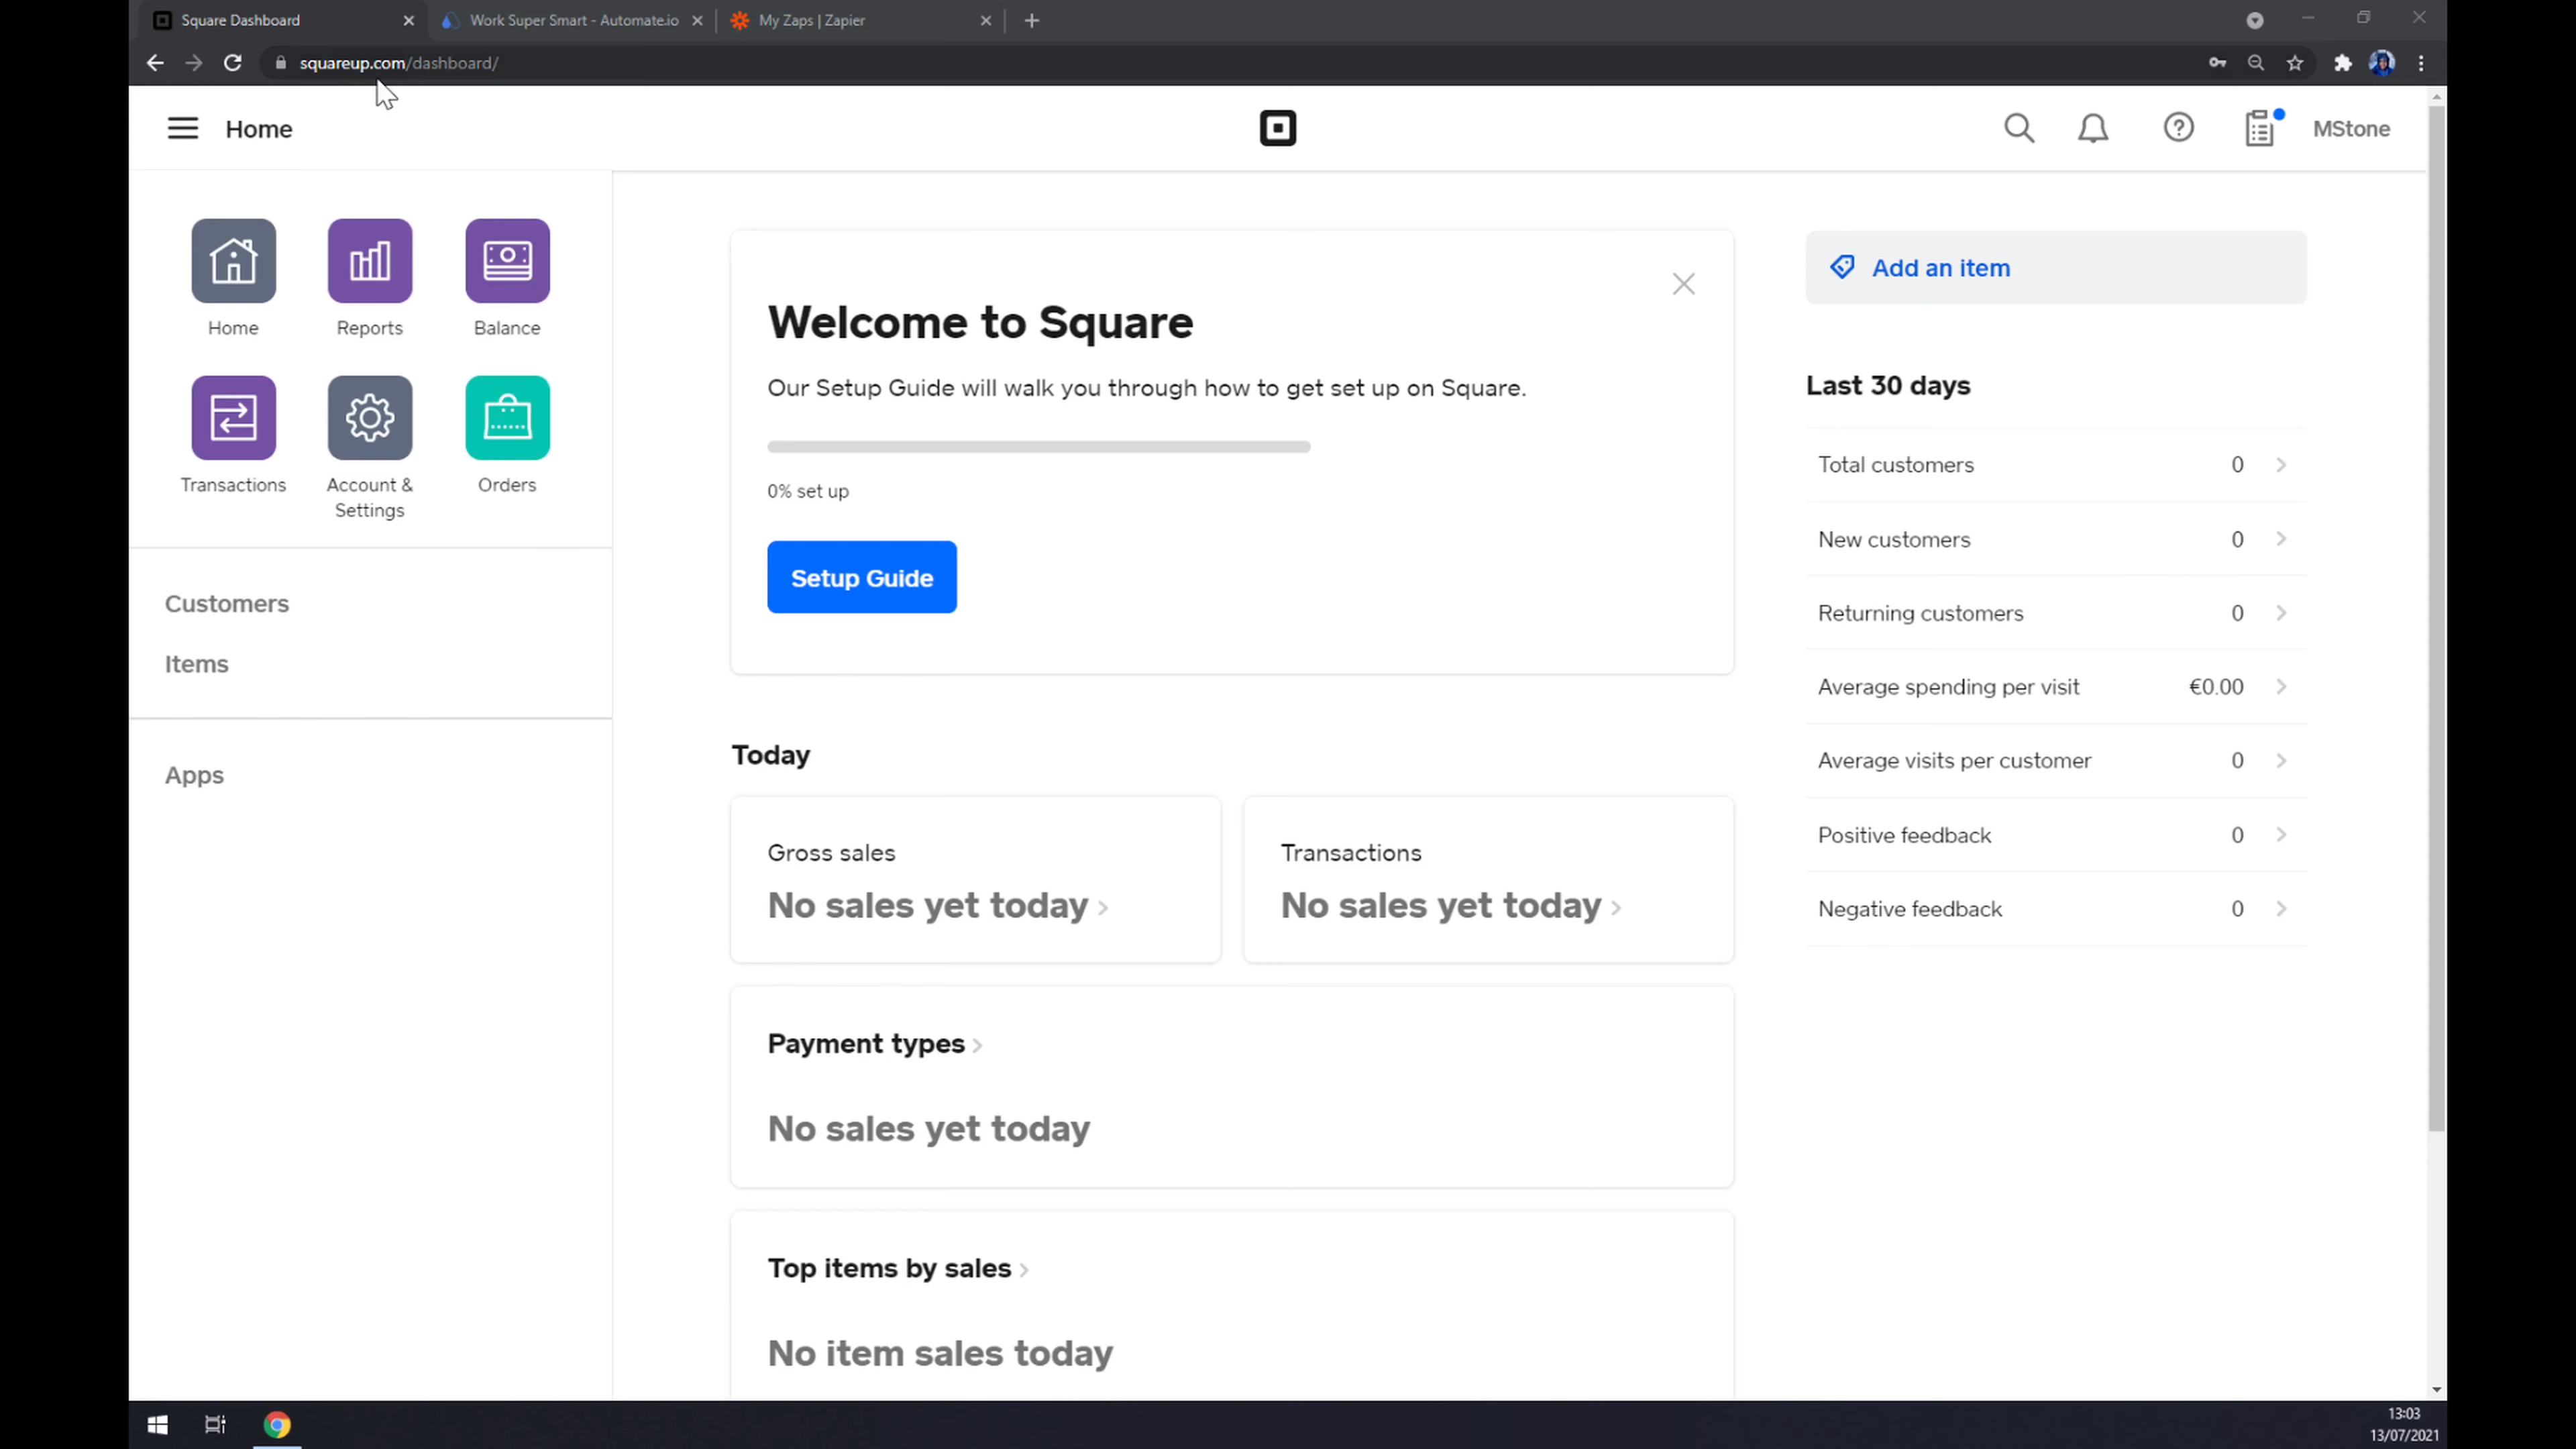 Square Dashboard
Work Super Smart - Automate.io
My Zaps | Zapier
squareup.com/dashboard/
Home
MStone
Home
Reports
Balance
Transactions
Account &
Settings
Orders
Customers
Items
Apps
Welcome to Square
Our Setup Guide will walk you through how to get set up on Square.
0% set up
Setup Guide
Today
Gross sales
No sales yet today
Transactions
No sales yet today
Payment types
No sales yet today
Top items by sales
No item sales today
Add an item
Last 30 days
Total customers 0
New customers 0
Returning customers 0
Average spending per visit €0.00
Average visits per customer 0
Positive feedback 0
Negative feedback 0
13:03
13/07/2021